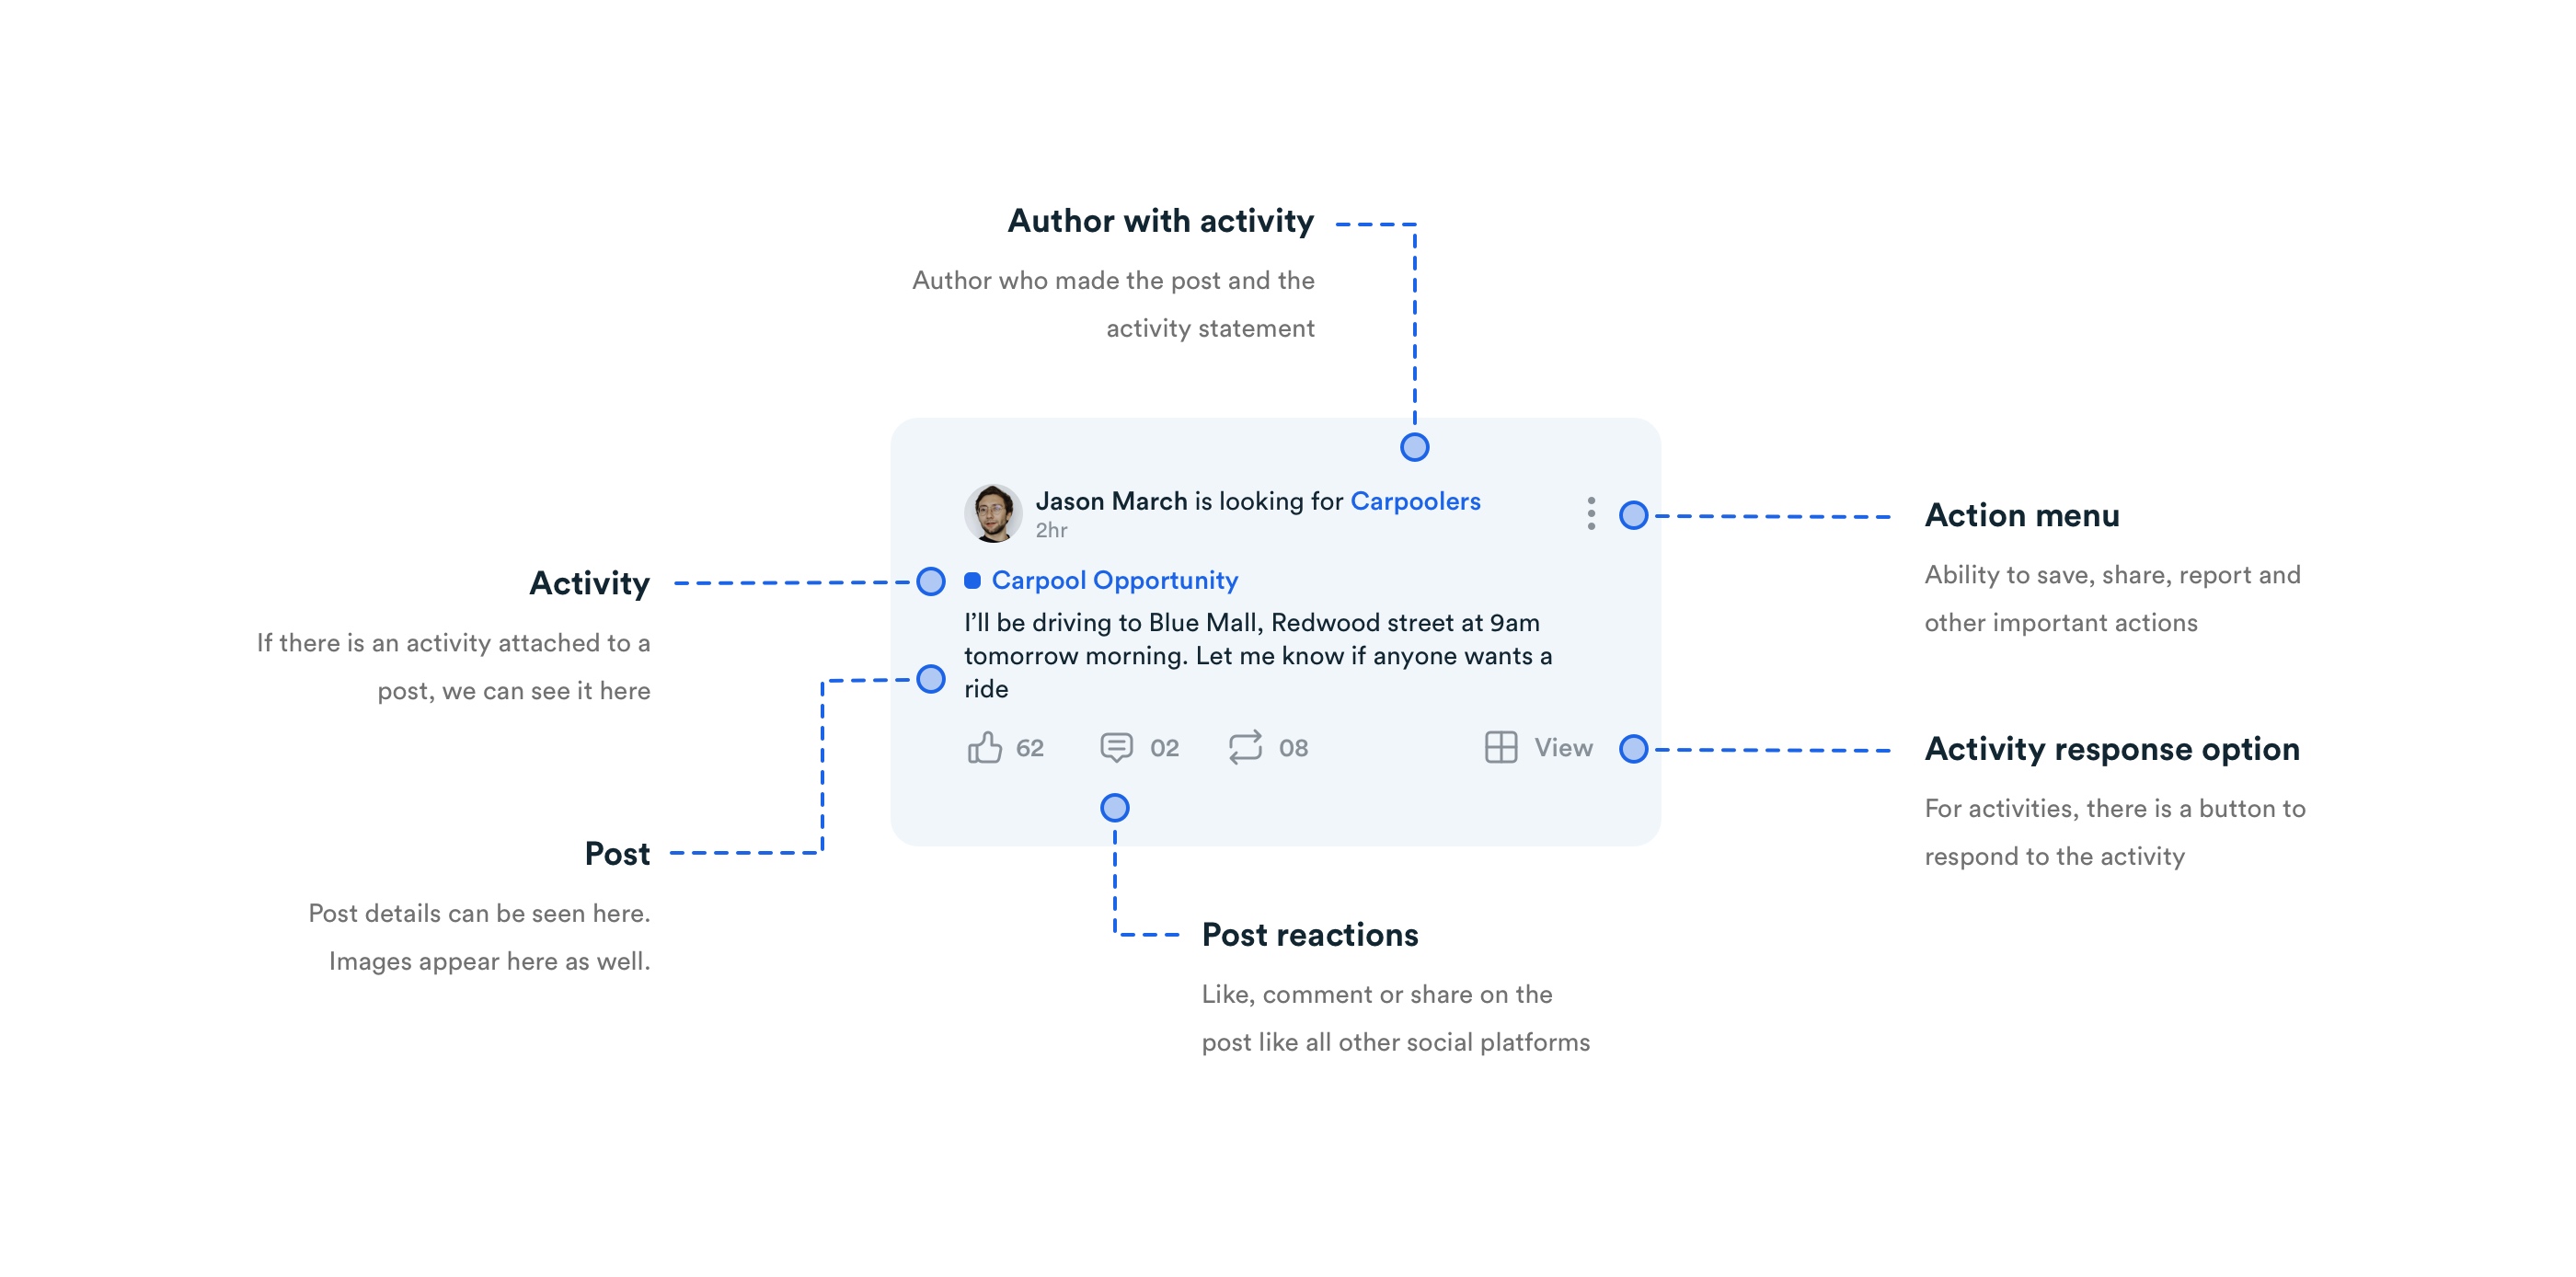 Author with activity
Author who made the post and the
activity statement
Jason March is looking for Carpoolers
2hr
Action menu
Ability to save, share, report and
other important actions
Activity
If there is an activity attached to a
post, we can see it here
Carpool Opportunity
I’ll be driving to Blue Mall, Redwood street at 9am
tomorrow morning. Let me know if anyone wants a
ride
62 02 08 View
Activity response option
For activities, there is a button to
respond to the activity
Post
Post details can be seen here.
Images appear here as well.
Post reactions
Like, comment or share on the
post like all other social platforms